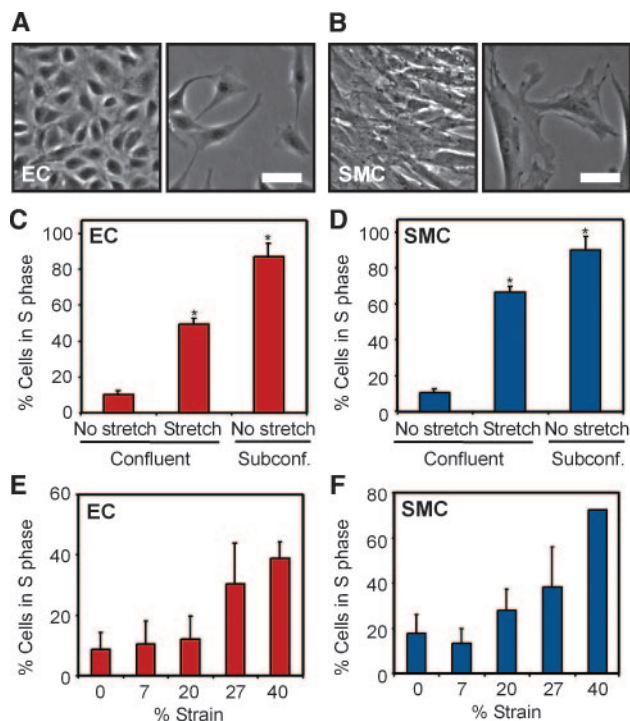 A
B
EC
SMC
C
EC
% Cells in S phase
100
80
60
40
20
0
*
*
No stretch Stretch No stretch
Confluent Subconf.
D
SMC
% Cells in S phase
100
80
60
40
20
0
*
*
No stretch Stretch No stretch
Confluent Subconf.
E
EC
% Cells in S phase
60
40
20
0
0 7 20 27 40
% Strain
F
SMC
% Cells in S phase
80
60
40
20
0
0 7 20 27 40
% Strain